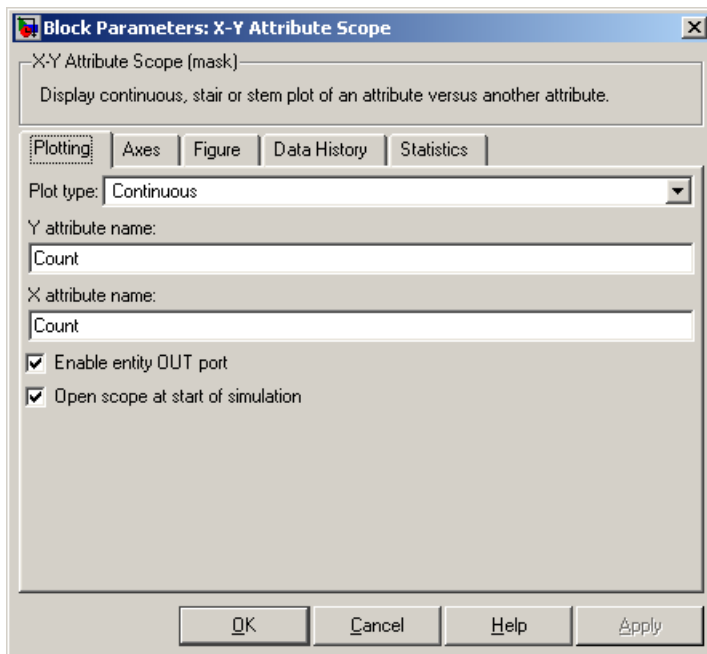 Block Parameters: X-Y Attribute Scope
X-Y Attribute Scope (mask)
Display continuous, stair or stem plot of an attribute versus another attribute.
Plotting Axes Figure Data History Statistics
Plot type: Continuous
Y attribute name:
Count
X attribute name:
Count
Enable entity OUT port
Open scope at start of simulation
OK Cancel Help Apply